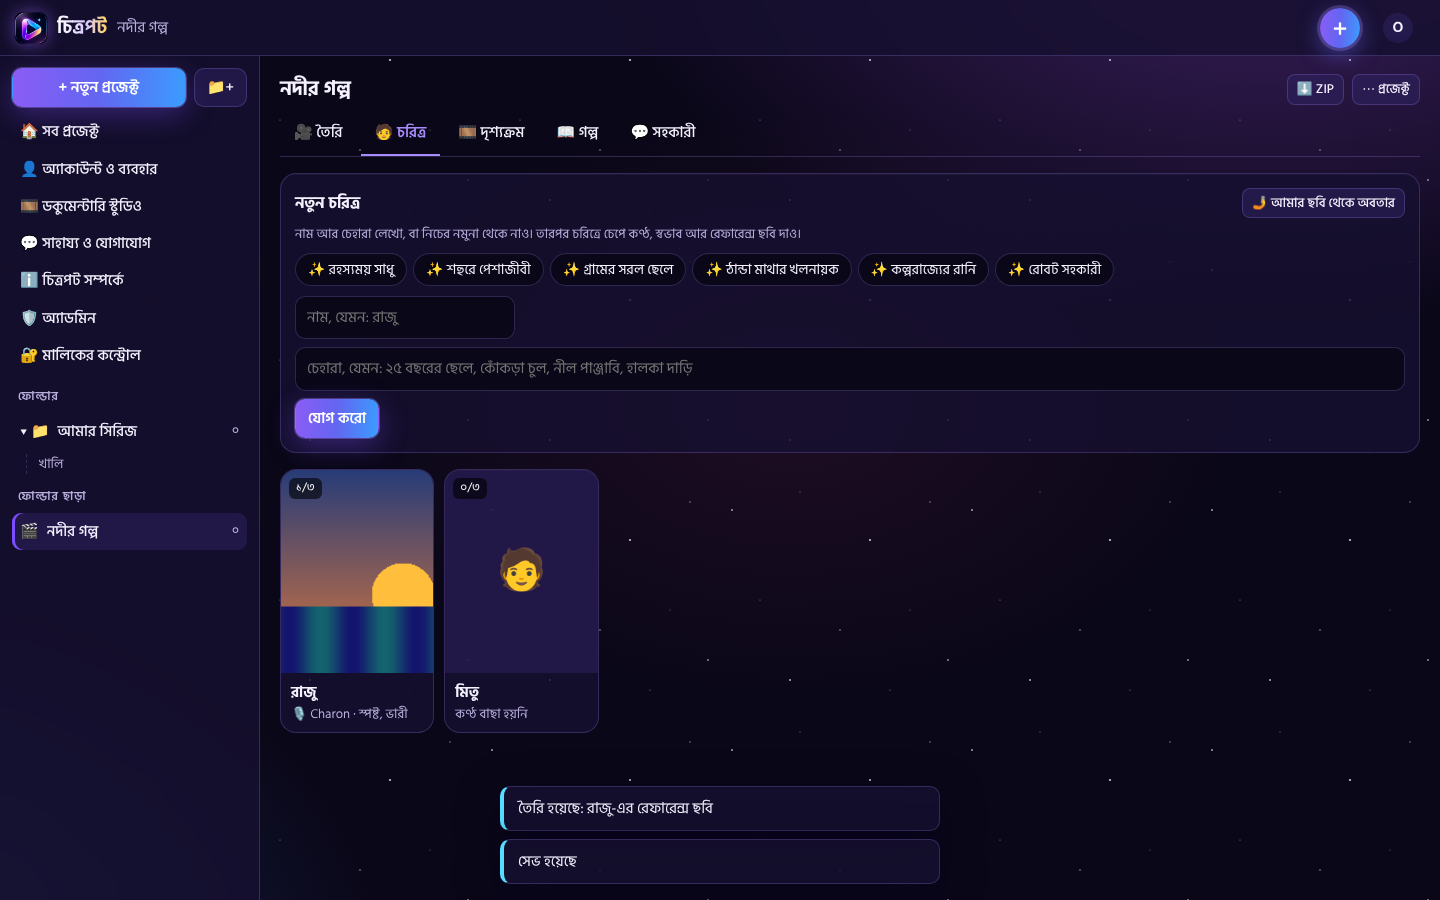 চিত্রপট নদীর গল্প
+
O
+ নতুন প্রজেক্ট
📁+
🏠 সব প্রজেক্ট
👤 অ্যাকাউন্ট ও ব্যবহার
🎞️ ডকুমেন্টারি স্টুডিও
💬 সাহায্য ও যোগাযোগ
ℹ️ চিত্রপট সম্পর্কে
🛡️ অ্যাডমিন
🔐 মালিকের কন্ট্রোল
ফোল্ডার
▾ 📁 আমার সিরিজ ০
খালি
ফোল্ডার ছাড়া
🎬 নদীর গল্প ০
নদীর গল্প
⬇️ ZIP
⋯ প্রজেক্ট
🎥 তৈরি
🧑 চরিত্র
🎞️ দৃশ্যক্রম
📖 গল্প
💬 সহকারী
নতুন চরিত্র
🤳 আমার ছবি থেকে অবতার
নাম আর চেহারা লেখো, বা নিচের নমুনা থেকে নাও। তারপর চরিত্রে চেপে কণ্ঠ, স্বভাব আর রেফারেন্স ছবি দাও।
✨ রহস্যময় সাধু
✨ শহুরে পেশাজীবী
✨ গ্রামের সরল ছেলে
✨ ঠান্ডা মাথার খলনায়ক
✨ কল্পরাজ্যের রানি
✨ রোবট সহকারী
নাম, যেমন: রাজু
চেহারা, যেমন: ২৫ বছরের ছেলে, কোঁকড়া চুল, নীল পাঞ্জাবি, হালকা দাড়ি
যোগ করো
১/৩
রাজু
🎙️ Charon · স্পষ্ট, ভারী
০/৩
মিতু
কণ্ঠ বাছা হয়নি
তৈরি হয়েছে: রাজু-এর রেফারেন্স ছবি
সেভ হয়েছে